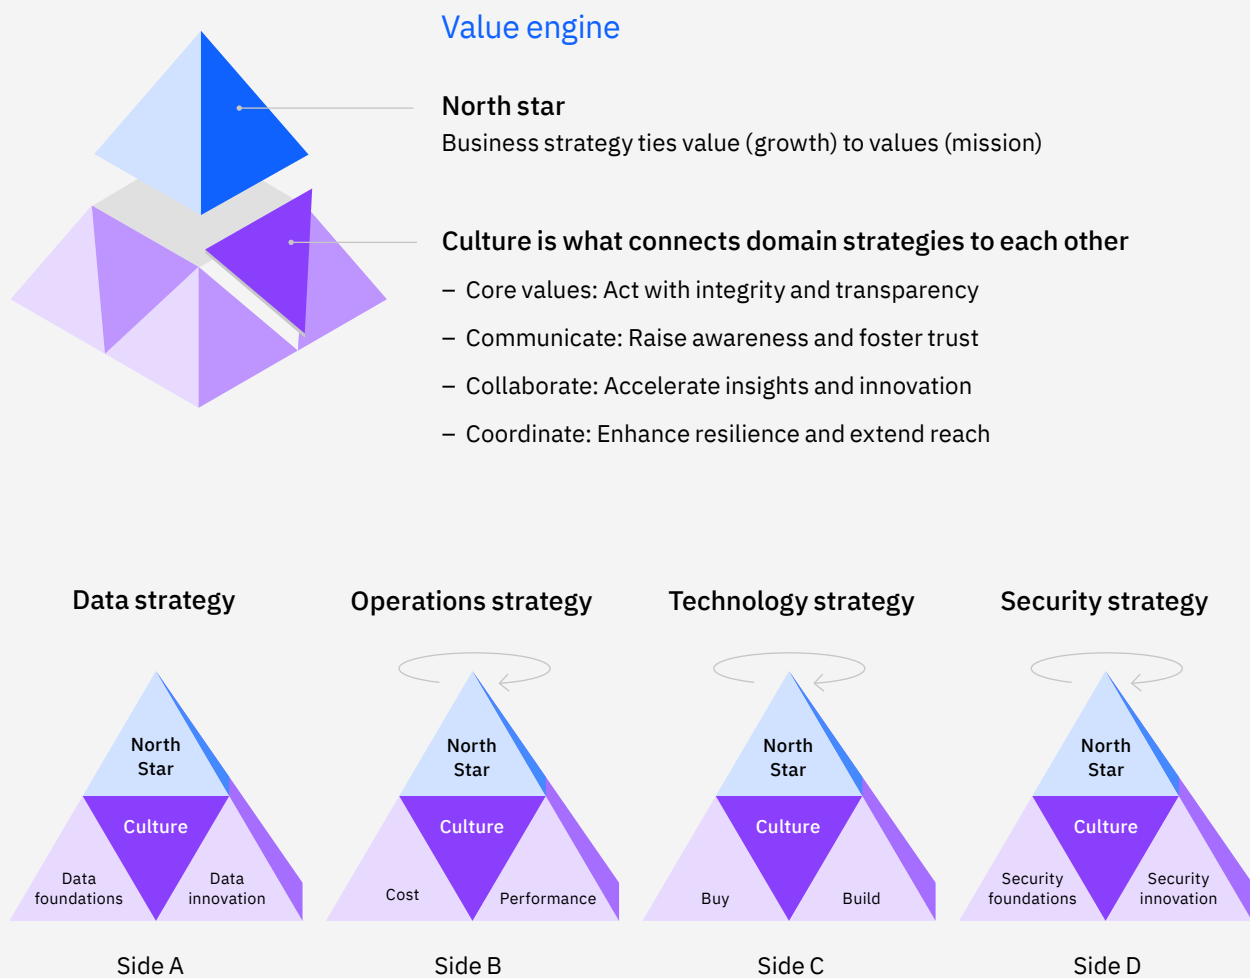 Value engine
North star
Business strategy ties value (growth) to values (mission)
Culture is what connects domain strategies to each other
– Core values: Act with integrity and transparency
– Communicate: Raise awareness and foster trust
– Collaborate: Accelerate insights and innovation
– Coordinate: Enhance resilience and extend reach
Data strategy
North
Star
Culture
Data
foundations
Data
innovation
Side A
Operations strategy
North
Star
Culture
Cost
Performance
Side B
Technology strategy
North
Star
Culture
Buy
Build
Side C
Security strategy
North
Star
Culture
Security
foundations
Security
innovation
Side D